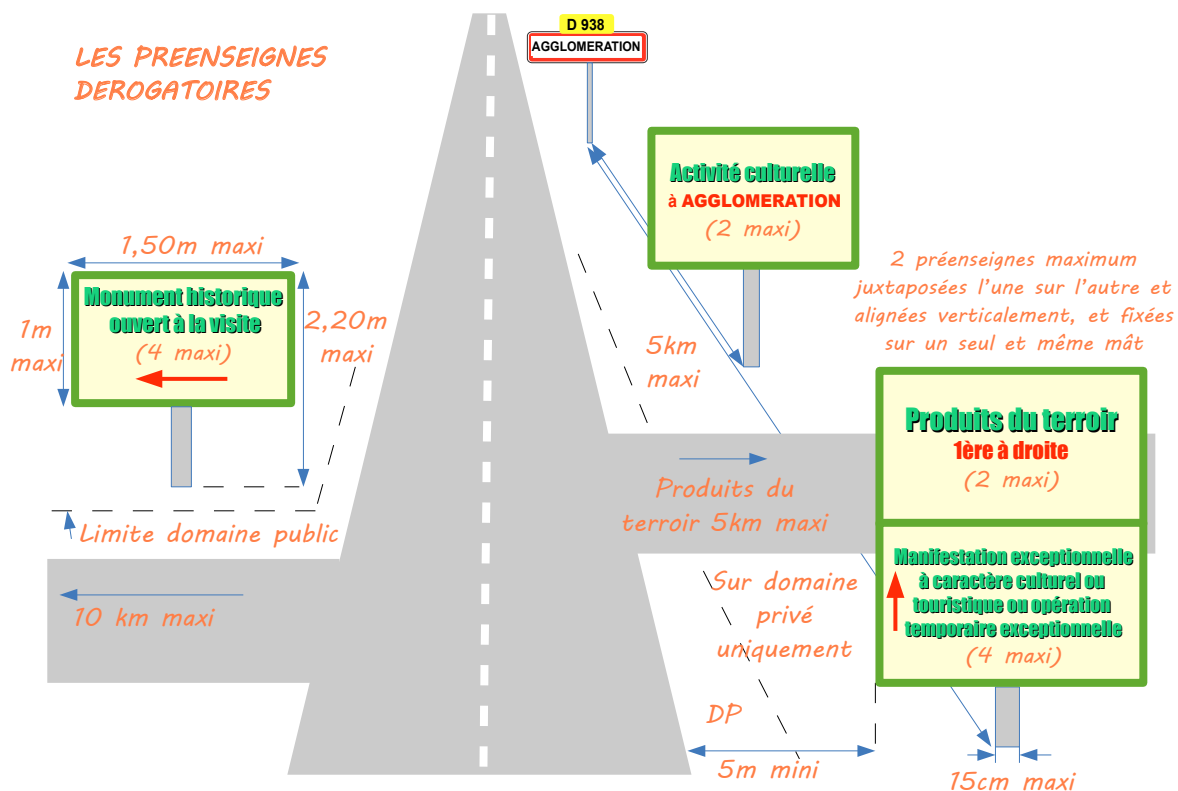 LES PREENSEIGNES
DEROGATOIRES
D 938
AGGLOMERATION
Activité culturelle
à AGGLOMERATION
(2 maxi)
1,50m maxi
1m
maxi
Monument historique
ouvert à la visite
(4 maxi)
2,20m
maxi
Limite domaine public
10 km maxi
5km
maxi
2 préenseignes maximum
juxtaposées l'une sur l'autre et
alignées verticalement, et fixées
sur un seul et même mât
Produits du terroir
1ère à droite
(2 maxi)
Produits du
terroir 5km maxi
Manifestation exceptionnelle
à caractère culturel ou
touristique ou opération
temporaire exceptionnelle
(4 maxi)
Sur domaine
privé
uniquement
DP
5m mini
15cm maxi